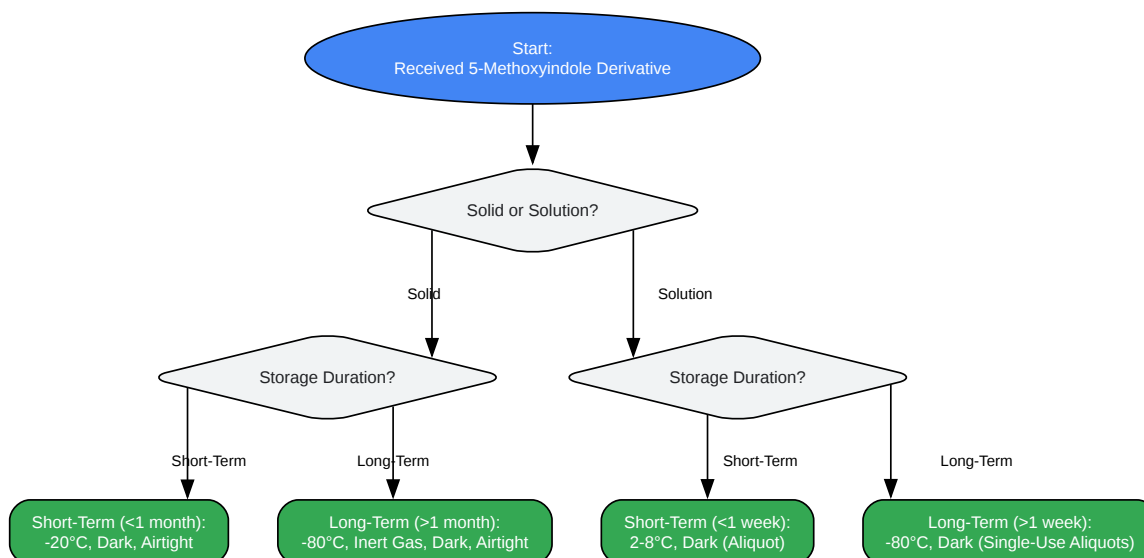 Start:
Received 5-Methoxyindole Derivative
Solid or Solution?
Solid
Solution
Storage Duration?
Storage Duration?
Short-Term
Long-Term
Short-Term
Long-Term
Short-Term (<1 month):
-20°C, Dark, Airtight
Long-Term (>1 month):
-80°C, Inert Gas, Dark, Airtight
Short-Term (<1 week):
2-8°C, Dark (Aliquot)
Long-Term (>1 week):
-80°C, Dark (Single-Use Aliquots)